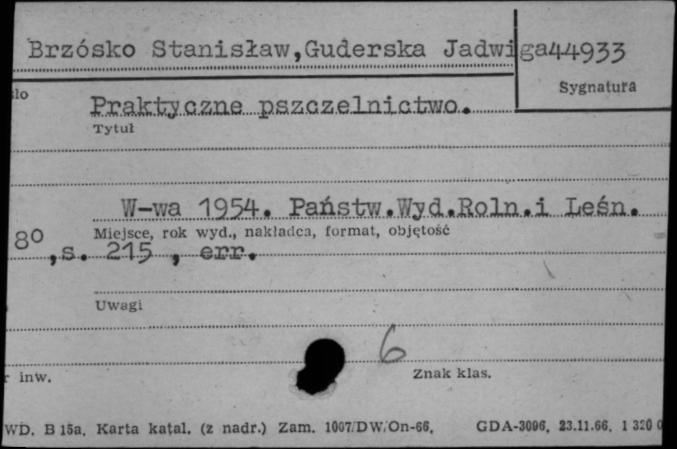 Brzósko Stanisław,Guderska Jadwiga44933
Sygnatura
Praktyczne pszczelnictwo.
Tytuł
W-wa 1954. Państw.Wyd.Roln.i Leśn.
Miejsce, rok wyd., nakładca, format, objętość
80,s. 215 , err.
Uwagi
6
inw.
Znak klas.
WD. B 15a. Karta katal. (z nadr.) Zam. 1007/DW/On-66. GDA-3096, 23.11.66. 1 320 0